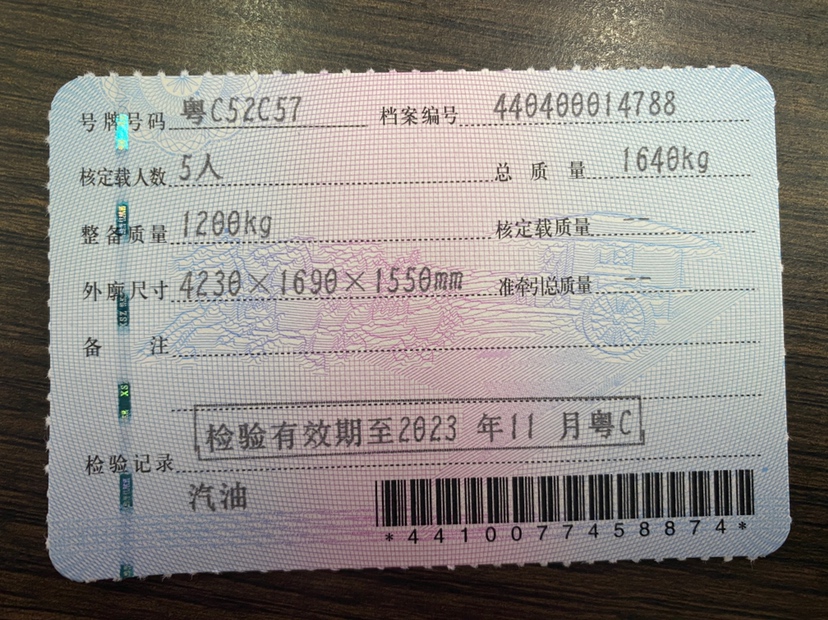 号牌号码 粤C52C57 档案编号 440400014788
核定载人数 5人 总质量 1640kg
整备质量 1200kg 核定载质量 --
外廓尺寸 4230×1690×1550mm 准牵引总质量 --
备注
检验有效期至2023 年11 月粤C
检验记录
汽油
*4410077458874*